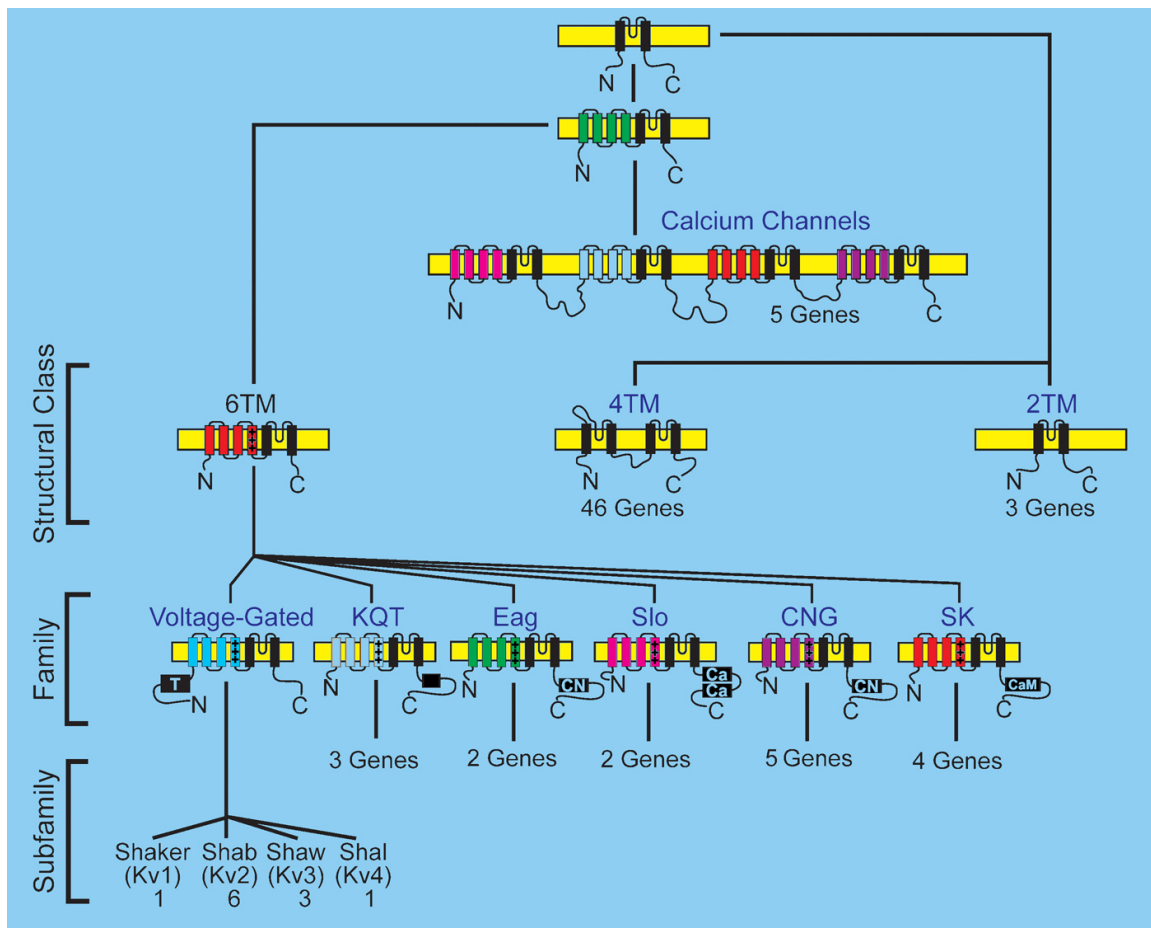 N C
N C
Calcium Channels
N 5 Genes C
Structural Class
6TM 4TM 2TM
N C N C N C
46 Genes 3 Genes
Family
Voltage-Gated KQT Eag Slo CNG SK
+++ +++ +++ +++ +++ +++
T CN Ca Ca CN CaM
N C N C N C N C N C N C
3 Genes 2 Genes 2 Genes 5 Genes 4 Genes
Subfamily
Shaker Shab Shaw Shal
(Kv1) (Kv2) (Kv3) (Kv4)
1 6 3 1